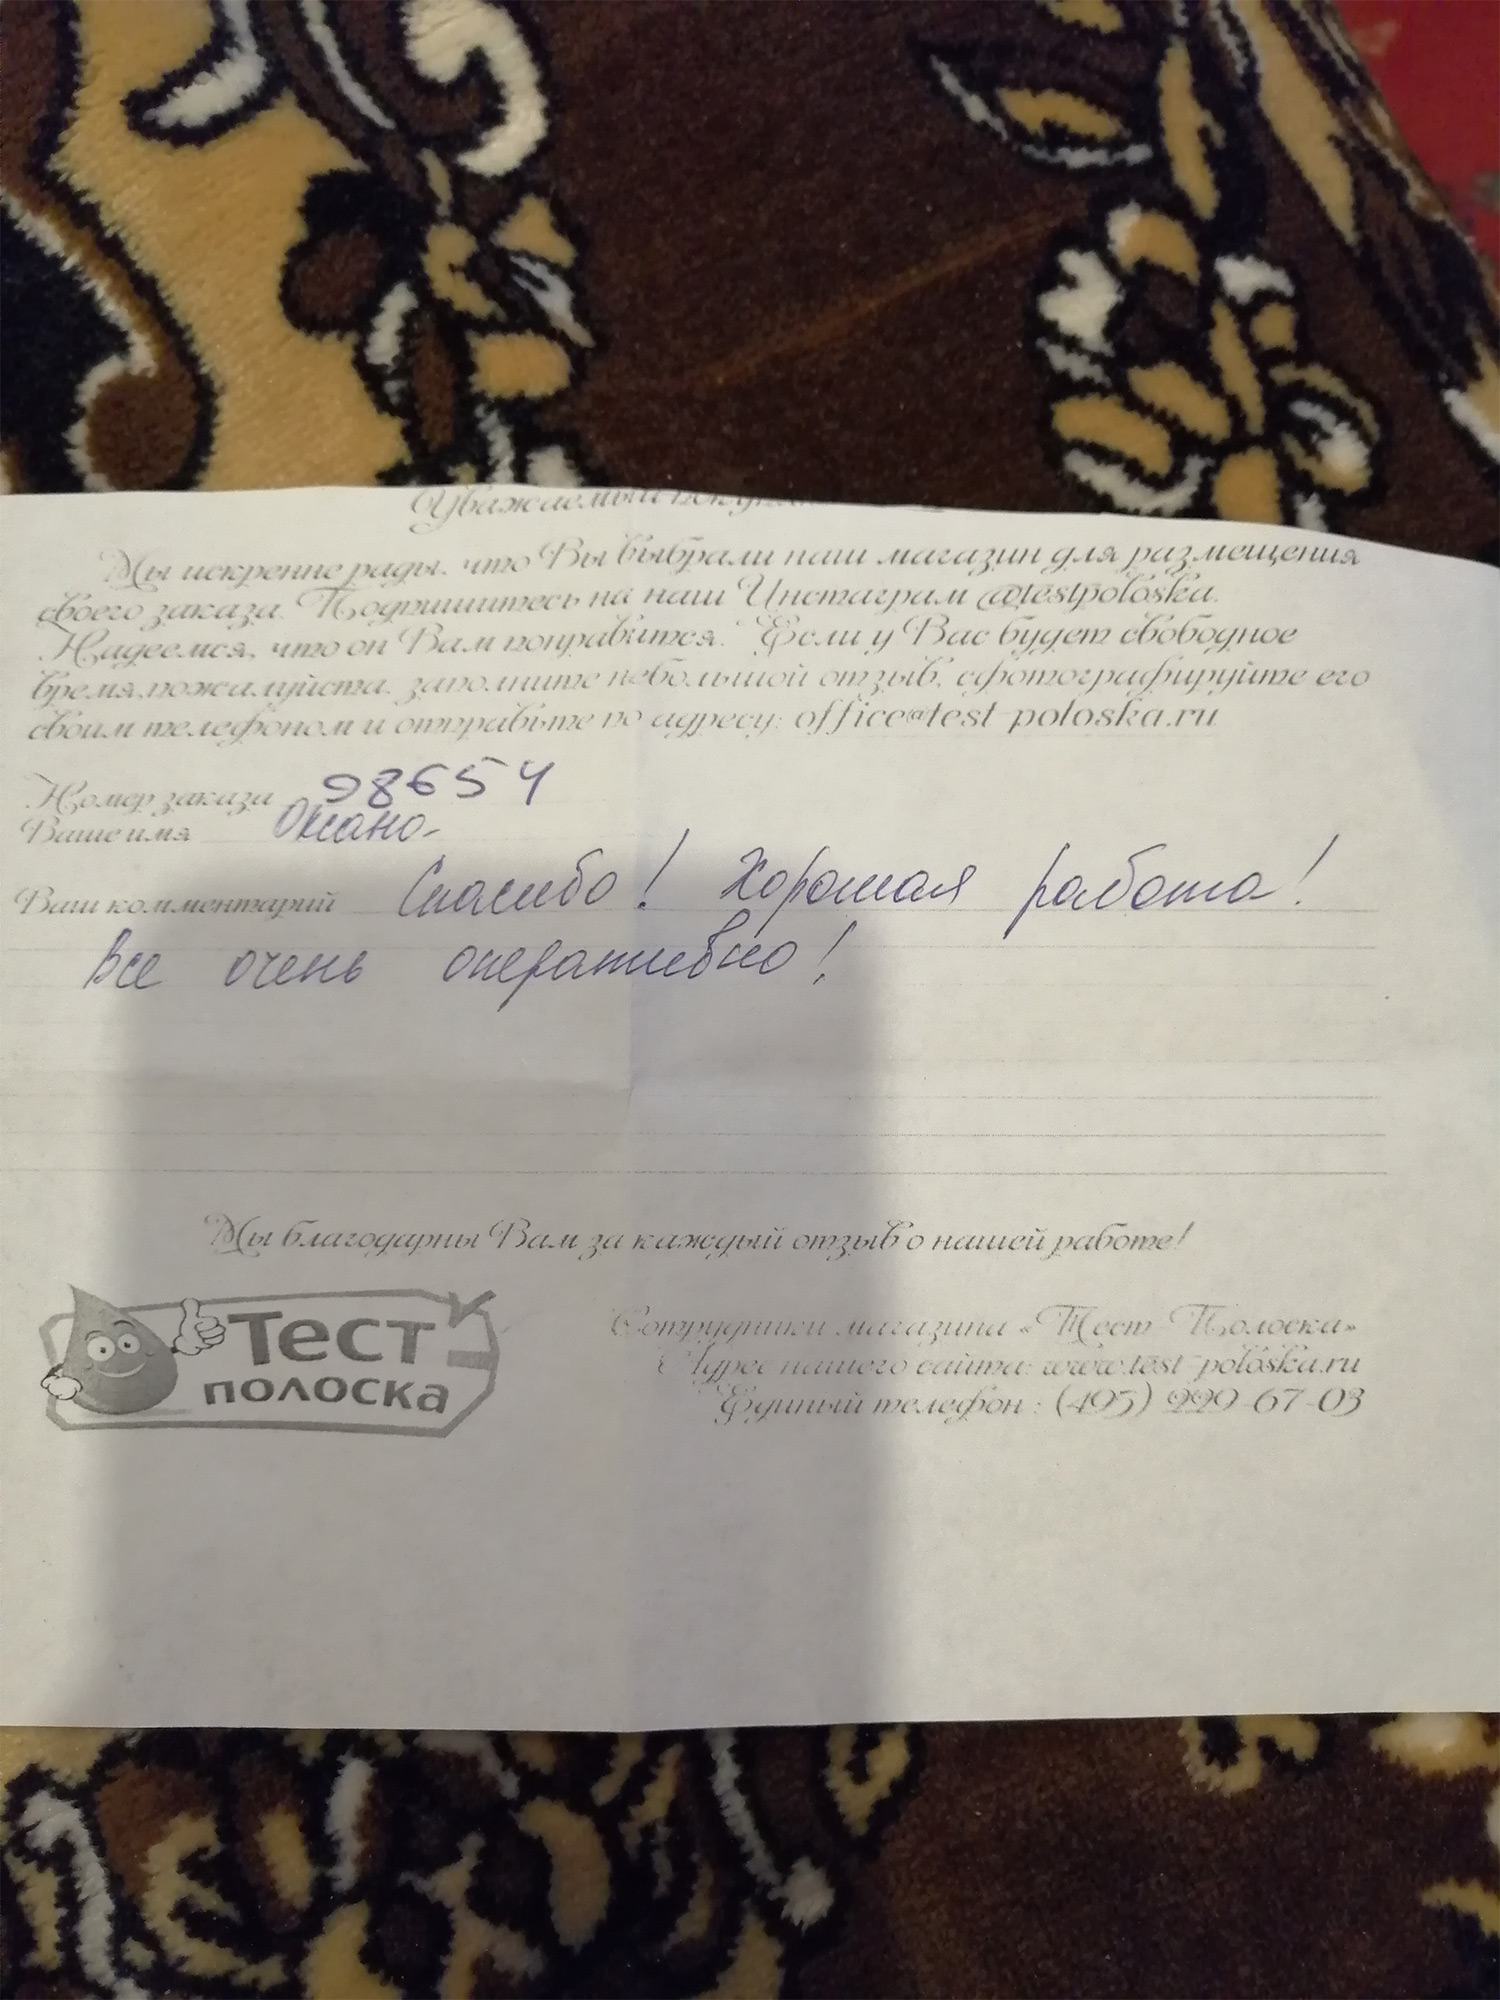 Уважаемый покупа
Мы искренне рады, что Вы выбрали наш магазин для размещения
своего заказа. Подпишитесь на наш Инстаграм @testpoloska.
Надеемся, что он Вам понравится. Если у Вас будет свободное
время, пожалуйста, заполните небольшой отзыв, сфотографируйте его
своим телефоном и отправьте по адресу: office@test-poloska.ru
Номер заказа 98654
Ваше имя Оксана
Ваш комментарий Спасибо! Хорошая работа!
Все очень оперативно!
Мы благодарны Вам за каждый отзыв о нашей работе!
Тест
полоска
Сотрудники магазина «Тест-Полоска»
Адрес нашего сайта: www.test-poloska.ru
Единый телефон: (495) 229-67-03